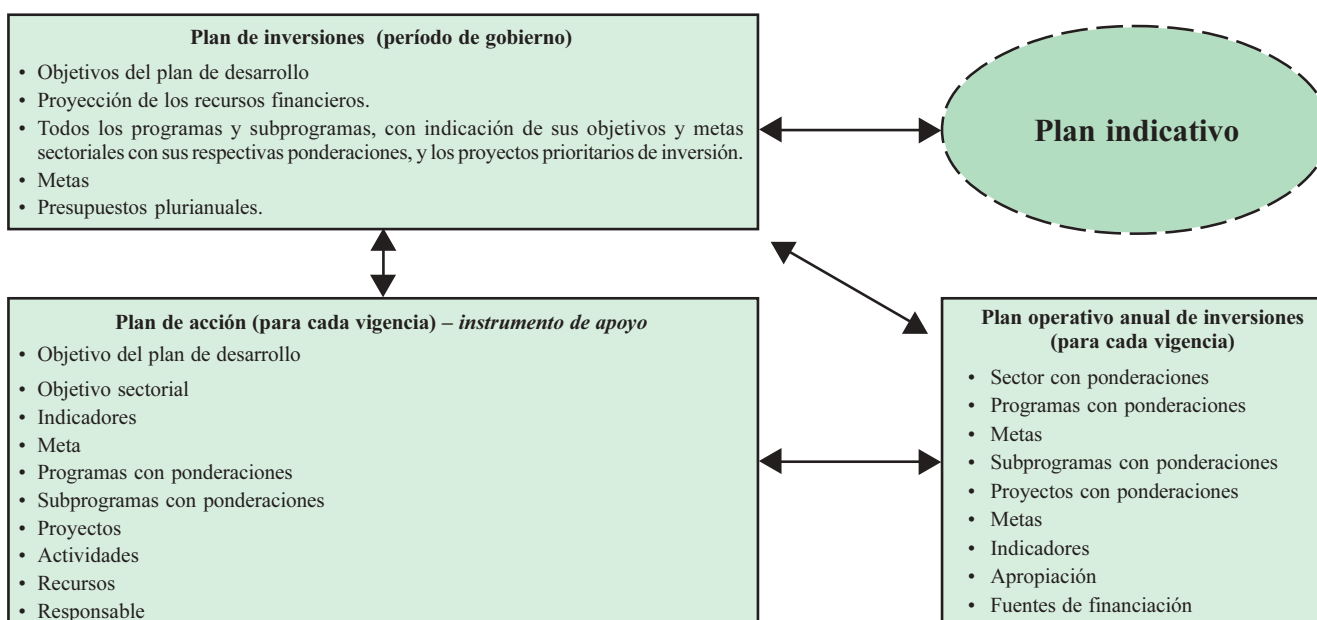 Plan de inversiones (período de gobierno)
• Objetivos del plan de desarrollo
• Proyección de los recursos financieros.
• Todos los programas y subprogramas, con indicación de sus objetivos y metas
sectoriales con sus respectivas ponderaciones, y los proyectos prioritarios de inversión.
• Metas
• Presupuestos plurianuales.
Plan indicativo
Plan de acción (para cada vigencia) – instrumento de apoyo
• Objetivo del plan de desarrollo
• Objetivo sectorial
• Indicadores
• Meta
• Programas con ponderaciones
• Subprogramas con ponderaciones
• Proyectos
• Actividades
• Recursos
• Responsable
Plan operativo anual de inversiones
(para cada vigencia)
• Sector con ponderaciones
• Programas con ponderaciones
• Metas
• Subprogramas con ponderaciones
• Proyectos con ponderaciones
• Metas
• Indicadores
• Apropiación
• Fuentes de financiación